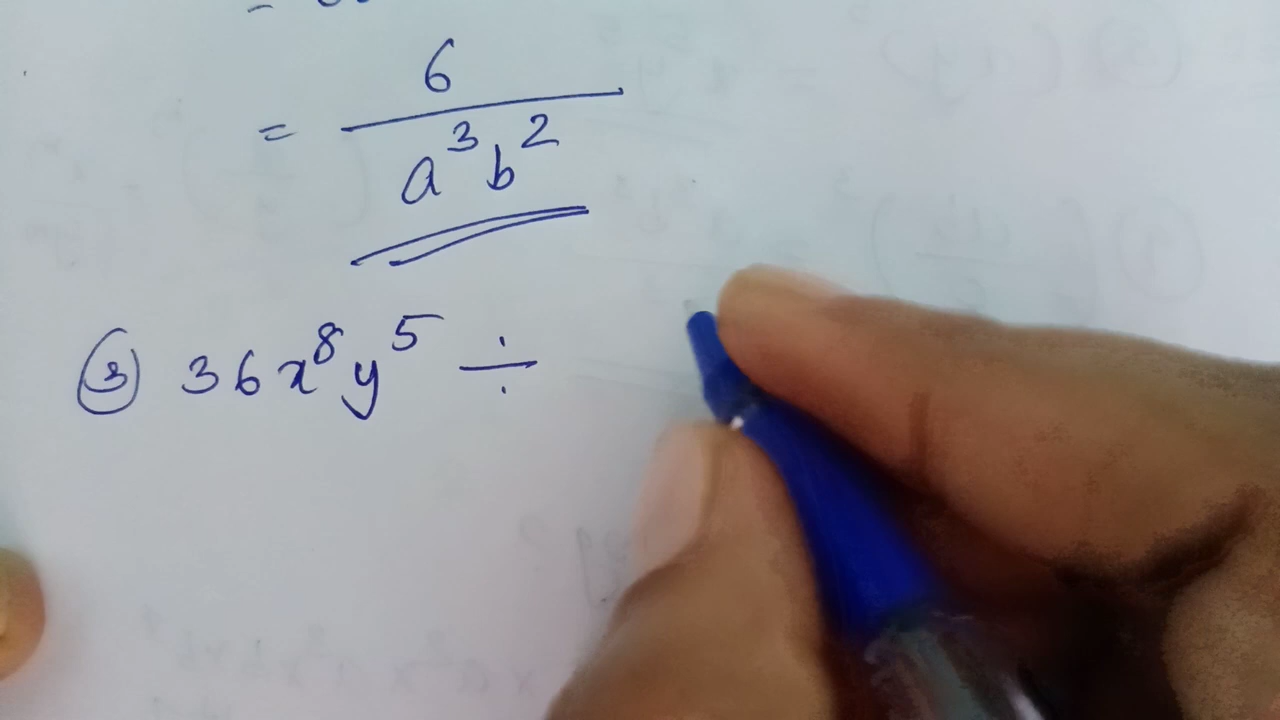 = 6/a³b²
③ 36x⁸y⁵ ÷